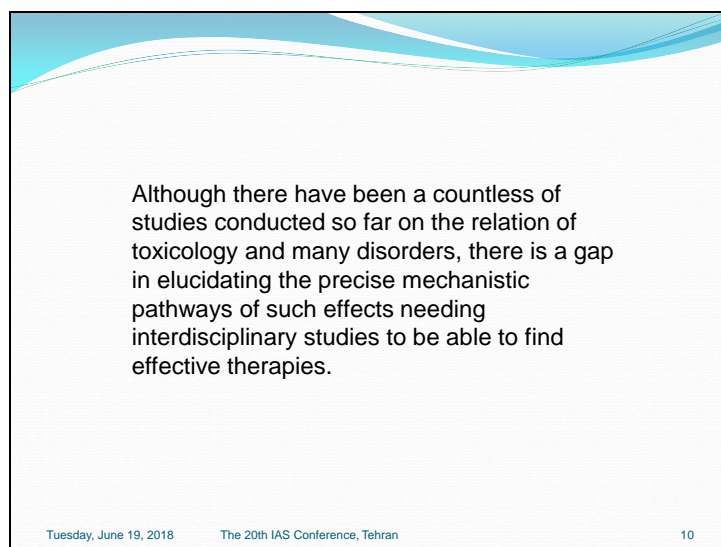 Although there have been a countless of
studies conducted so far on the relation of
toxicology and many disorders, there is a gap
in elucidating the precise mechanistic
pathways of such effects needing
interdisciplinary studies to be able to find
effective therapies.
Tuesday, June 19, 2018 The 20th IAS Conference, Tehran 10